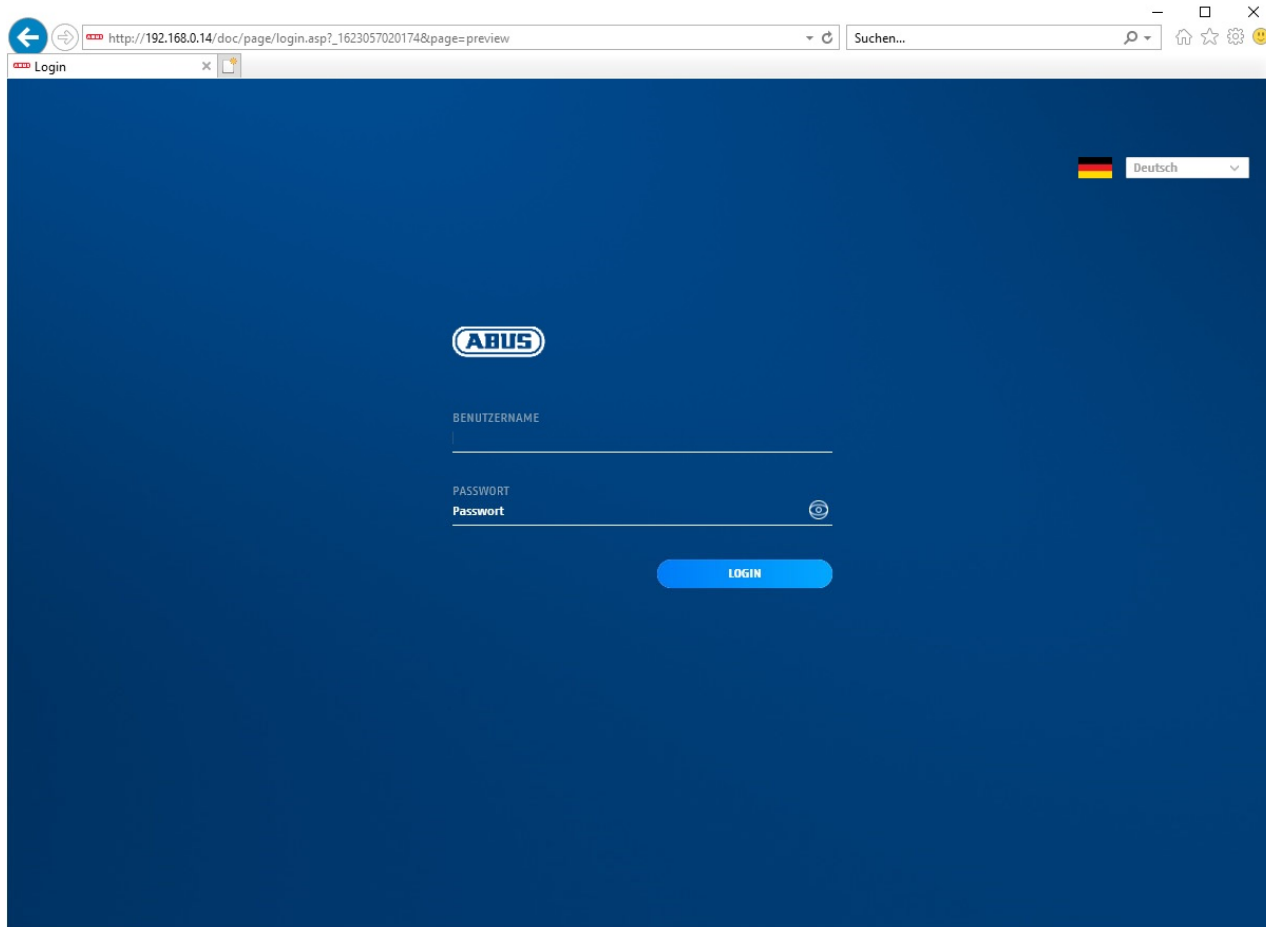 http://192.168.0.14/doc/page/login.asp?_1623057020174&page=preview
Suchen...
Login
Deutsch
ABUS
BENUTZERNAME
PASSWORT
Passwort
LOGIN